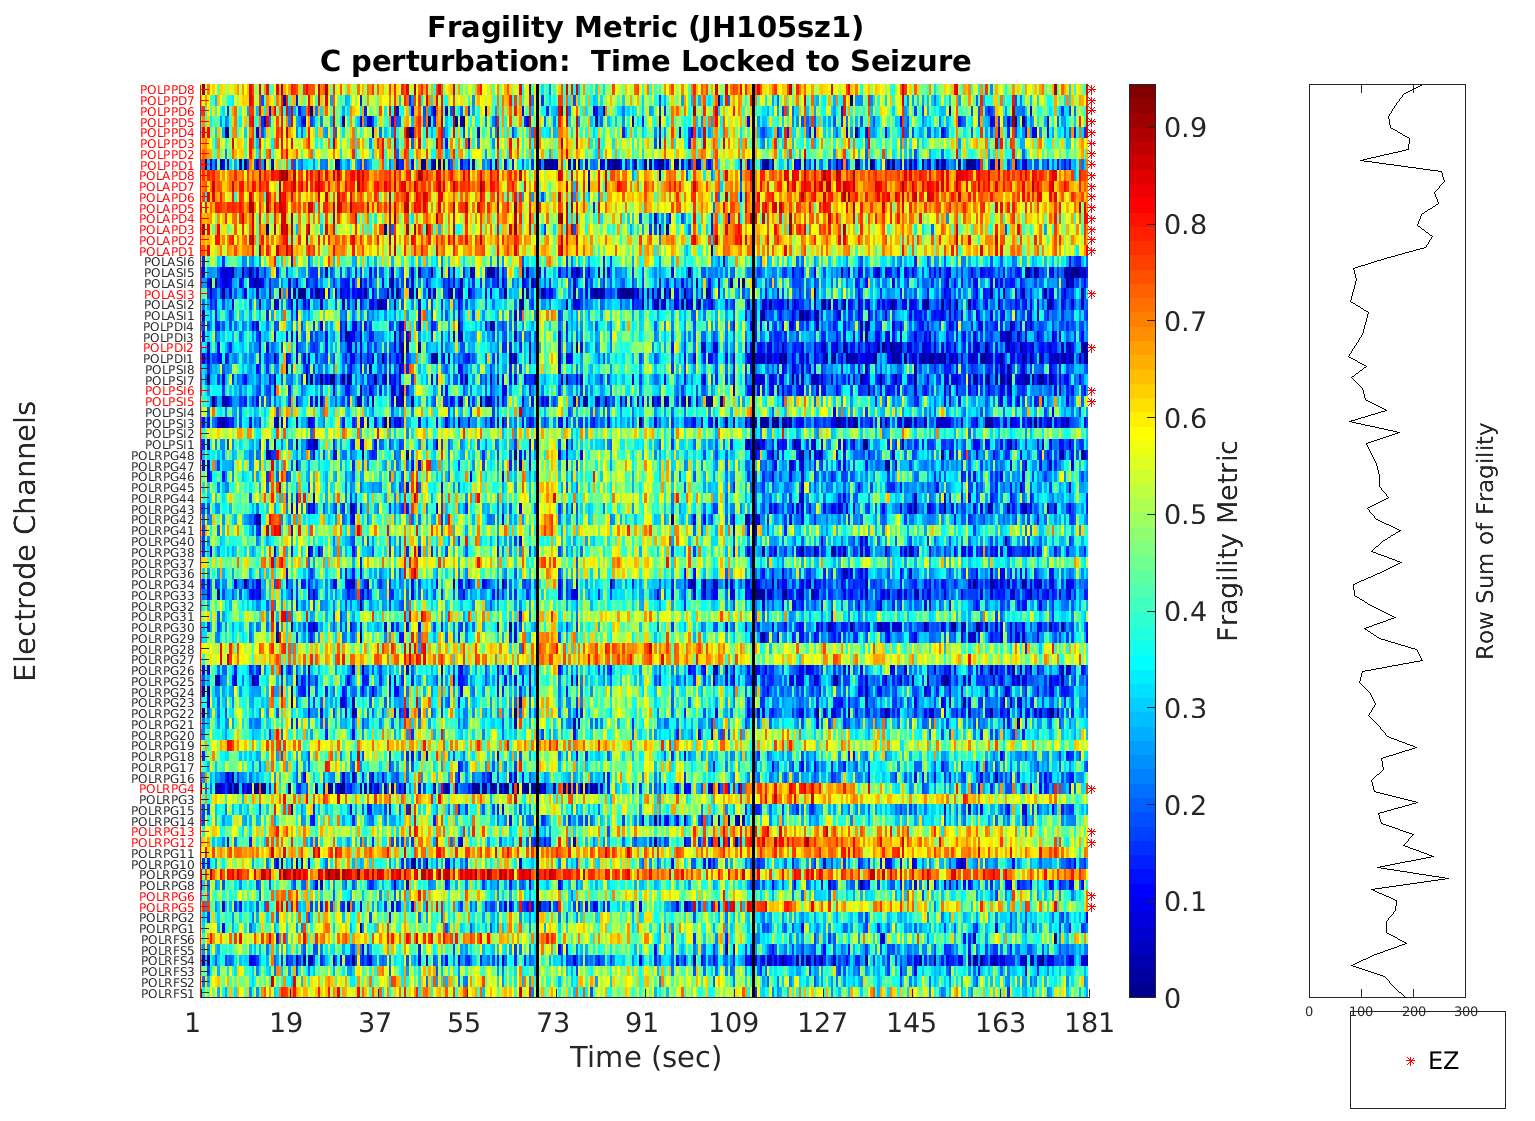 Fragility Metric (JH105sz1)
C perturbation:  Time Locked to Seizure
Electrode Channels
POLPPD8
POLPPD7
POLPPD6
POLPPD5
POLPPD4
POLPPD3
POLPPD2
POLPPD1
POLAPD8
POLAPD7
POLAPD6
POLAPD5
POLAPD4
POLAPD3
POLAPD2
POLAPD1
POLASI6
POLASI5
POLASI4
POLASI3
POLASI2
POLASI1
POLPDI4
POLPDI3
POLPDI2
POLPDI1
POLPSI8
POLPSI7
POLPSI6
POLPSI5
POLPSI4
POLPSI3
POLPSI2
POLPSI1
POLRPG48
POLRPG47
POLRPG46
POLRPG45
POLRPG44
POLRPG43
POLRPG42
POLRPG41
POLRPG40
POLRPG38
POLRPG37
POLRPG36
POLRPG34
POLRPG33
POLRPG32
POLRPG31
POLRPG30
POLRPG29
POLRPG28
POLRPG27
POLRPG26
POLRPG25
POLRPG24
POLRPG23
POLRPG22
POLRPG21
POLRPG20
POLRPG19
POLRPG18
POLRPG17
POLRPG16
POLRPG4
POLRPG3
POLRPG15
POLRPG14
POLRPG13
POLRPG12
POLRPG11
POLRPG10
POLRPG9
POLRPG8
POLRPG6
POLRPG5
POLRPG2
POLRPG1
POLRFS6
POLRFS5
POLRFS4
POLRFS3
POLRFS2
POLRFS1
1 19 37 55 73 91 109 127 145 163 181
Time (sec)
0.9
0.8
0.7
0.6
0.5
0.4
0.3
0.2
0.1
0
Fragility Metric
0 100 200 300
Row Sum of Fragility
EZ